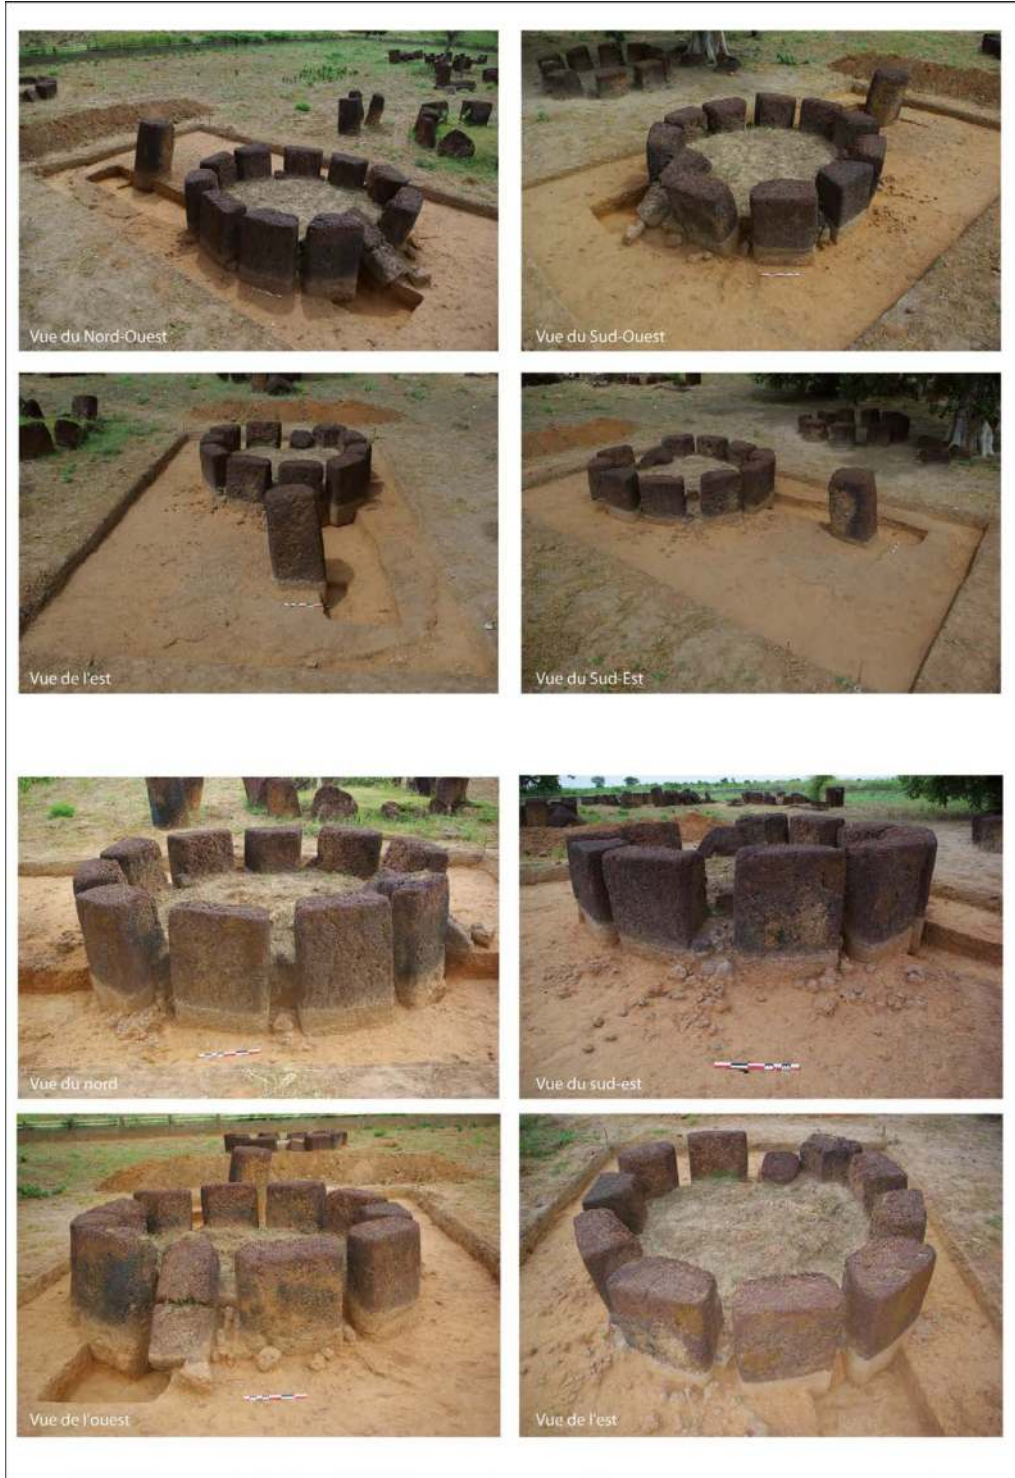 Vue du Nord-Ouest
Vue du Sud-Ouest
Vue de l'est
Vue du Sud-Est
Vue du nord
Vue du sud-est
Vue de l'ouest
Vue de l'est